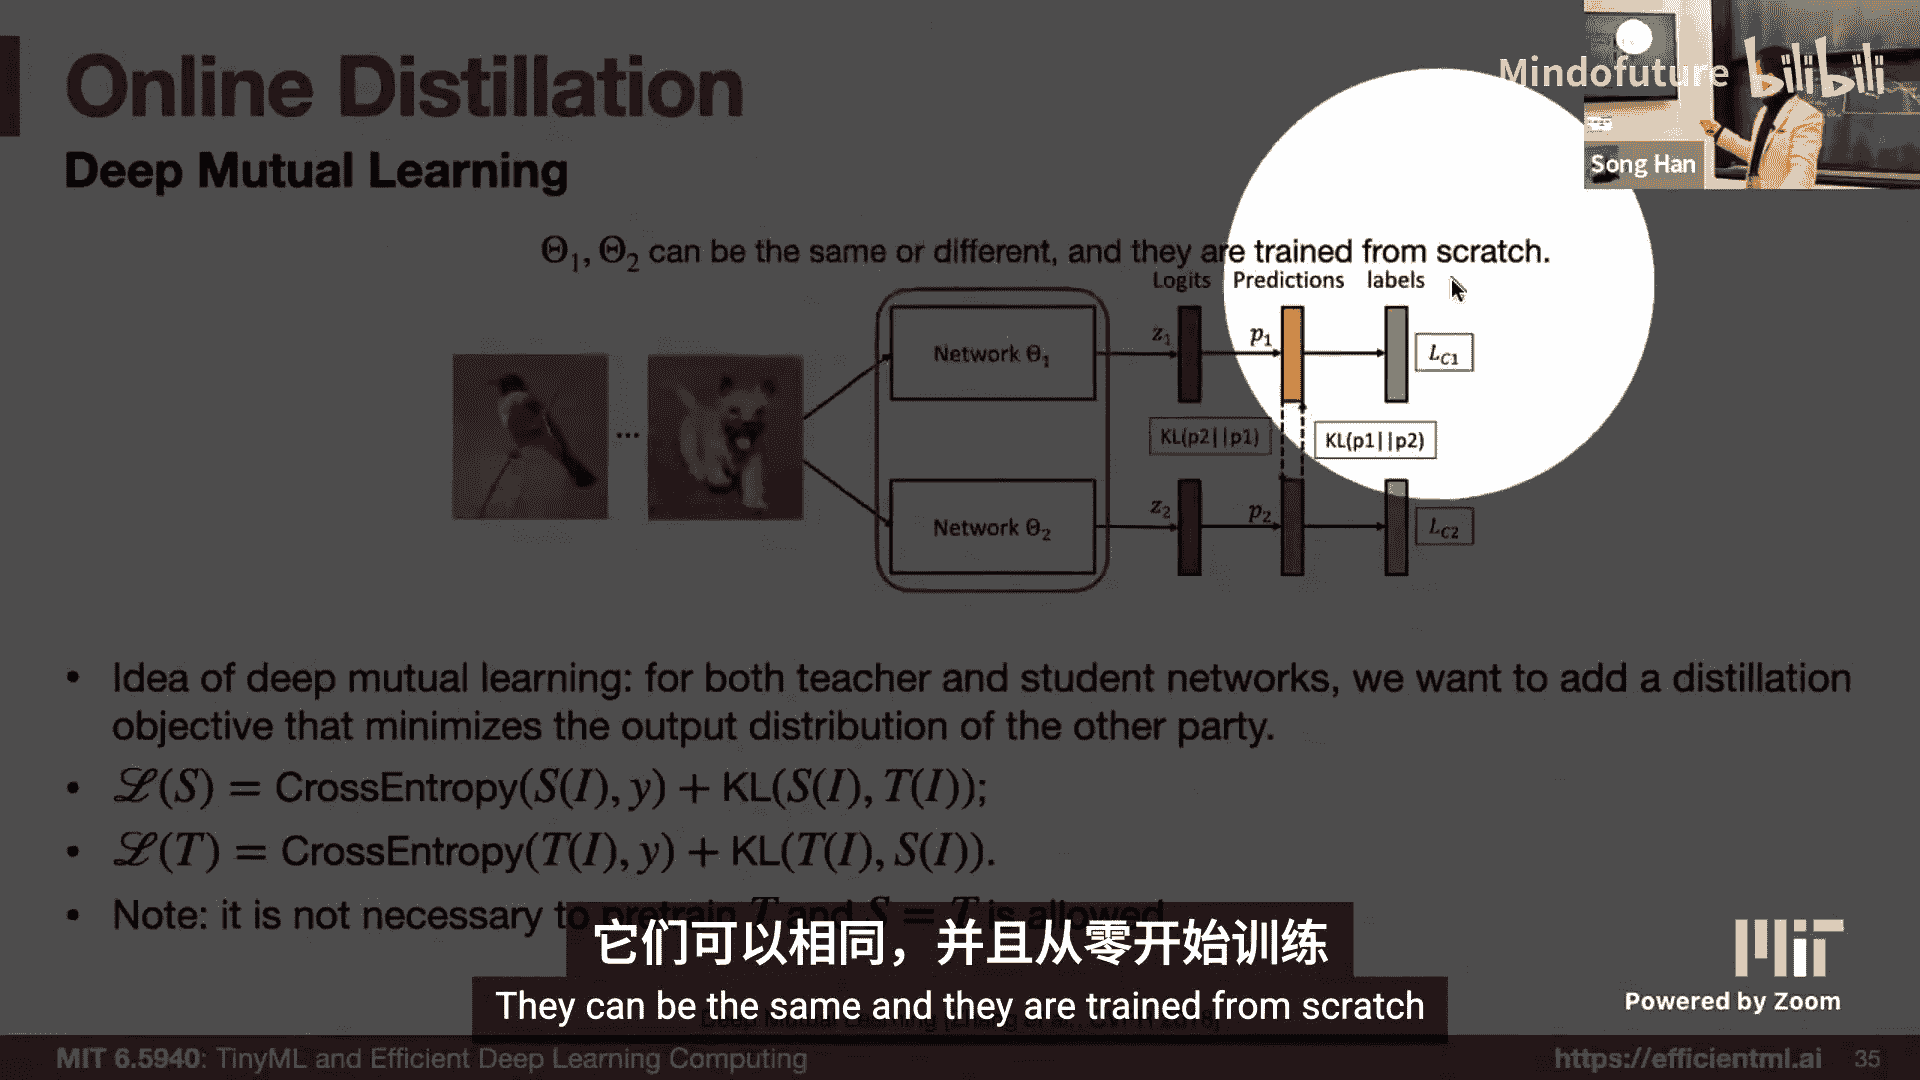 Online Distillation
Mindofuture bilibili
Song Han
Deep Mutual Learning
Θ1, Θ2 can be the same or different, and they are trained from scratch.
Logits Predictions labels
Network Θ1
z1
p1
LC1
KL(p2||p1)
KL(p1||p2)
...
Network Θ2
z2
p2
LC2
• Idea of deep mutual learning: for both teacher and student networks, we want to add a distillation
objective that minimizes the output distribution of the other party.
• ℒ(S) = CrossEntropy(S(I), y) + KL(S(I), T(I));
• ℒ(T) = CrossEntropy(T(I), y) + KL(T(I), S(I)).
• Note: it is not necessary to pretrain T and S = T is allowed
它们可以相同，并且从零开始训练
They can be the same and they are trained from scratch
MIT
Powered by Zoom
MIT 6.5940: TinyML and Efficient Deep Learning Computing
https://efficientml.ai 35